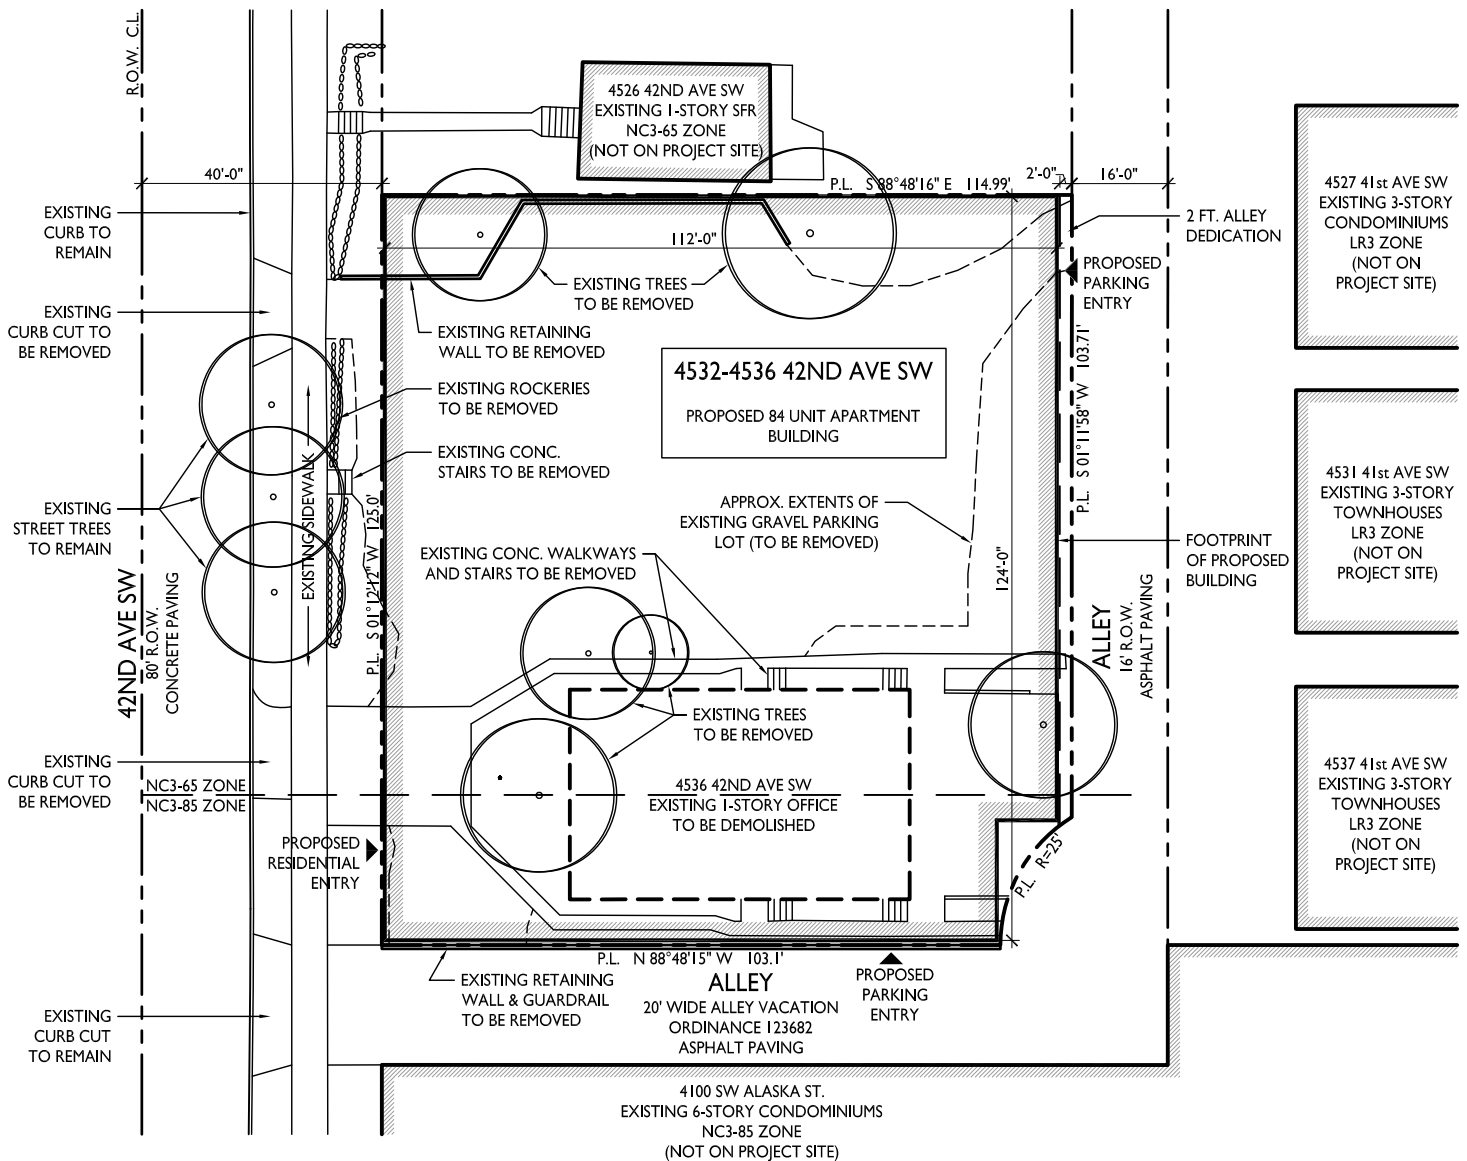 R.O.W. C.L.
4526 42ND AVE SW
EXISTING 1-STORY SFR
NC3-65 ZONE
(NOT ON PROJECT SITE)
40'-0"
P.L. S 88°48'16" E 114.99'
2'-0"
16'-0"
EXISTING
CURB TO
REMAIN
112'-0"
2 FT. ALLEY
DEDICATION
4527 41st AVE SW
EXISTING 3-STORY
CONDOMINIUMS
LR3 ZONE
(NOT ON
PROJECT SITE)
EXISTING TREES
TO BE REMOVED
PROPOSED
PARKING
ENTRY
EXISTING
CURB CUT TO
BE REMOVED
EXISTING RETAINING
WALL TO BE REMOVED
4532-4536 42ND AVE SW
PROPOSED 84 UNIT APARTMENT
BUILDING
P.L. S 01°11'58" W 103.71'
EXISTING ROCKERIES
TO BE REMOVED
EXISTING CONC.
STAIRS TO BE REMOVED
EXISTING SIDEWALK
P.L. S 01°12'12" W 125.0'
EXISTING
STREET TREES
TO REMAIN
APPROX. EXTENTS OF
EXISTING GRAVEL PARKING
LOT (TO BE REMOVED)
4531 41st AVE SW
EXISTING 3-STORY
TOWNHOUSES
LR3 ZONE
(NOT ON
PROJECT SITE)
EXISTING CONC. WALKWAYS
AND STAIRS TO BE REMOVED
124'-0"
FOOTPRINT
OF PROPOSED
BUILDING
42ND AVE SW
80' R.O.W.
CONCRETE PAVING
ALLEY
16' R.O.W.
ASPHALT PAVING
EXISTING TREES
TO BE REMOVED
EXISTING
CURB CUT TO
BE REMOVED
NC3-65 ZONE
NC3-85 ZONE
4536 42ND AVE SW
EXISTING 1-STORY OFFICE
TO BE DEMOLISHED
4537 41st AVE SW
EXISTING 3-STORY
TOWNHOUSES
LR3 ZONE
(NOT ON
PROJECT SITE)
PROPOSED
RESIDENTIAL
ENTRY
P.L. R=25'
P.L. N 88°48'15" W 103.1'
EXISTING RETAINING
WALL & GUARDRAIL
TO BE REMOVED
ALLEY
20' WIDE ALLEY VACATION
ORDINANCE 123682
ASPHALT PAVING
PROPOSED
PARKING
ENTRY
EXISTING
CURB CUT
TO REMAIN
4100 SW ALASKA ST.
EXISTING 6-STORY CONDOMINIUMS
NC3-85 ZONE
(NOT ON PROJECT SITE)